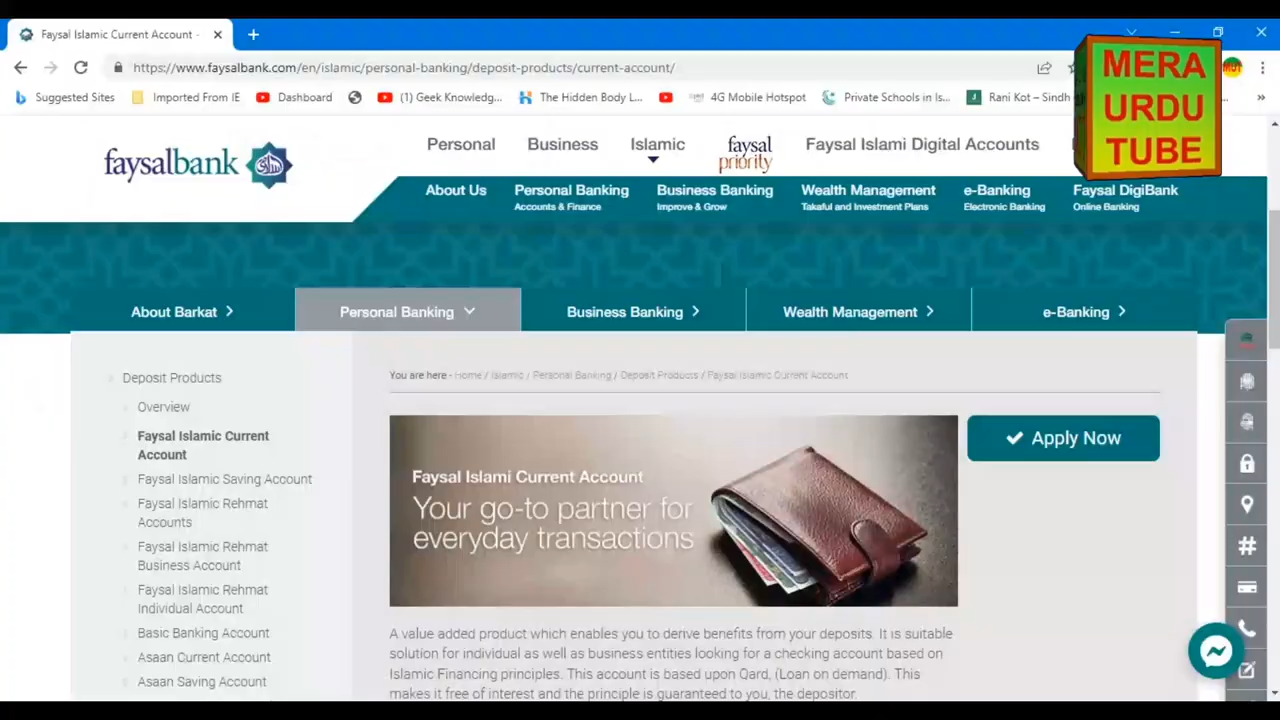 Faysal Islamic Current Account -
https://www.faysalbank.com/en/islamic/personal-banking/deposit-products/current-account/
Suggested Sites
Imported From IE
Dashboard
(1) Geek Knowledg...
The Hidden Body L...
4G Mobile Hotspot
Private Schools in Is...
Rani Kot – Sindh
MERA
URDU
TUBE
faysalbank
Personal
Business
Islamic
faysal
priority
Faysal Islami Digital Accounts
About Us
Personal Banking
Accounts & Finance
Business Banking
Improve & Grow
Wealth Management
Takaful and Investment Plans
e-Banking
Electronic Banking
Faysal DigiBank
Online Banking
About Barkat
Personal Banking
Business Banking
Wealth Management
e-Banking
Deposit Products
Overview
Faysal Islamic Current
Account
Faysal Islamic Saving Account
Faysal Islamic Rehmat
Accounts
Faysal Islamic Rehmat
Business Account
Faysal Islamic Rehmat
Individual Account
Basic Banking Account
Asaan Current Account
Asaan Saving Account
You are here - Home / Islamic / Personal Banking / Deposit Products / Faysal Islamic Current Account
Faysal Islami Current Account
Your go-to partner for
everyday transactions
Apply Now
A value added product which enables you to derive benefits from your deposits. It is suitable
solution for individual as well as business entities looking for a checking account based on
Islamic Financing principles. This account is based upon Qard, (Loan on demand). This
makes it free of interest and the principle is guaranteed to you, the depositor.